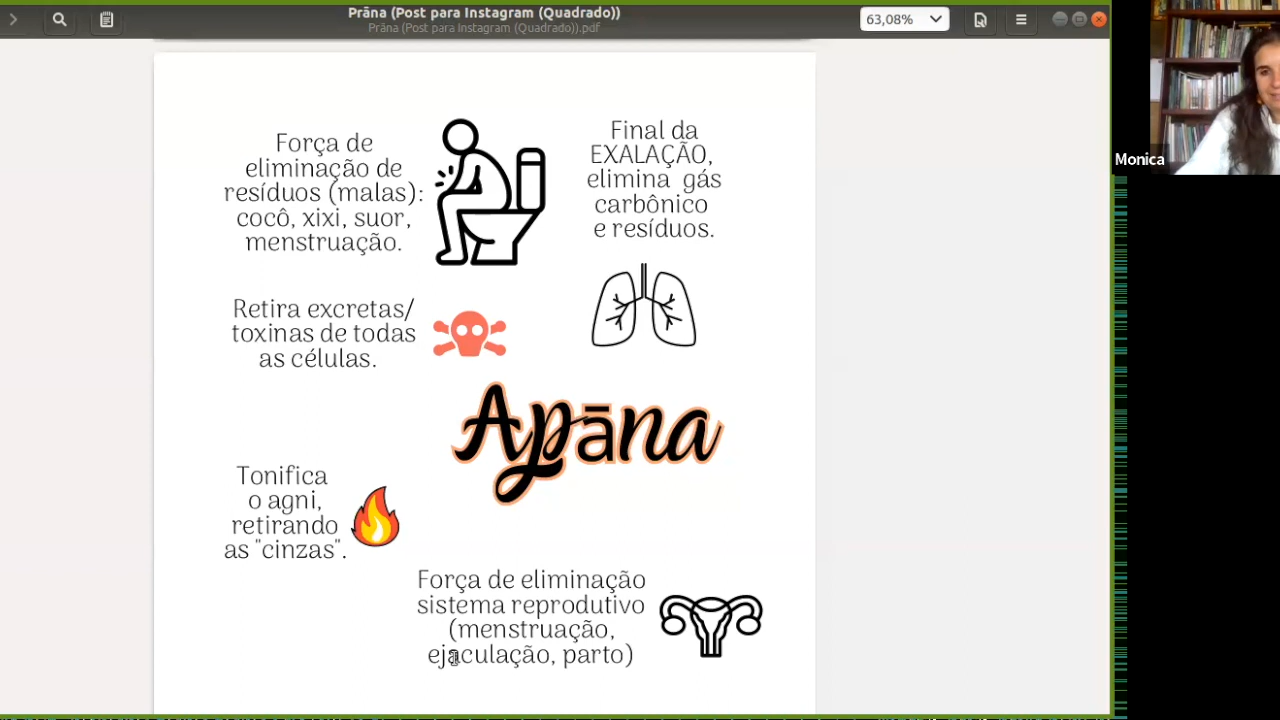 Prāna (Post para Instagram (Quadrado))
Prāna (Post para Instagram (Quadrado)).pdf
63,08%
Monica
Força de
eliminação de
resíduos (malas)
cocô, xixi, suor
menstruação.
Final da
EXALAÇÃO,
elimina gás
carbônico
e resíduos.
Retira excretas/
toxinas de todas
as células.
Apāna
Tonifica
o agni,
retirando
as cinzas .
Força de eliminação
sistema reprodutivo
(menstruação,
ejaculação, parto)